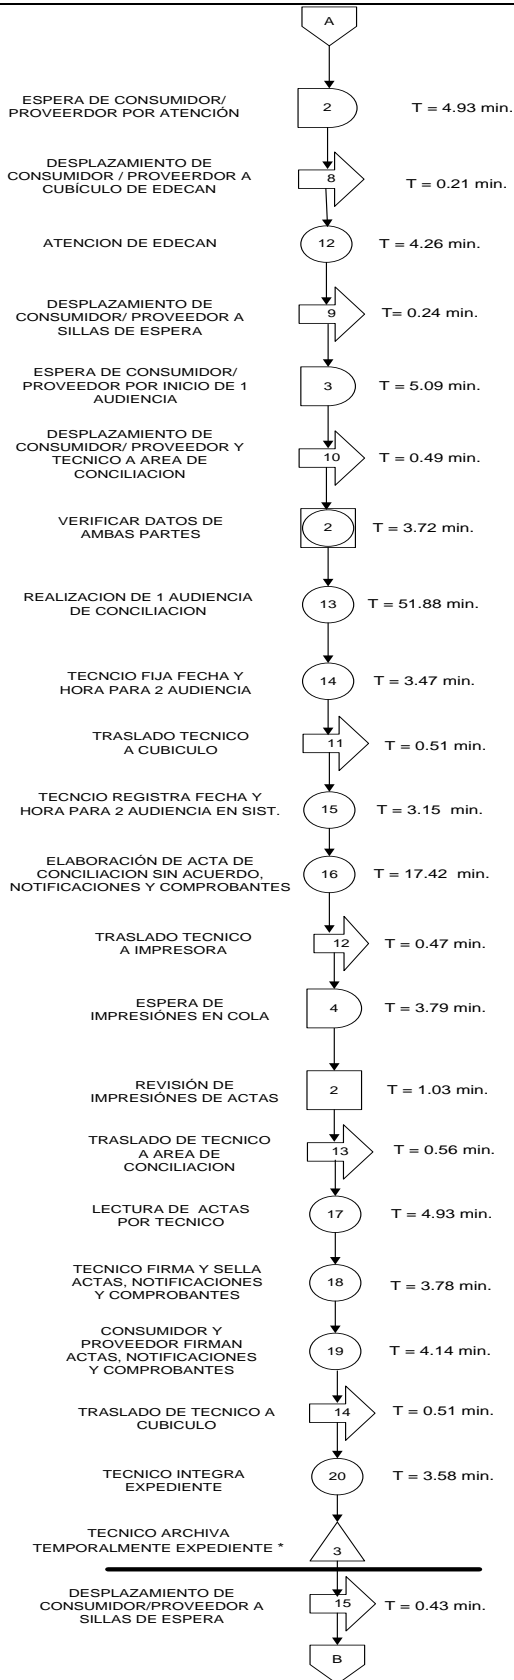 A
ESPERA DE CONSUMIDOR/
PROVEERDOR POR ATENCIÓN
2
T = 4.93 min.
DESPLAZAMIENTO DE
CONSUMIDOR / PROVEERDOR A
CUBÍCULO DE EDECAN
8
T = 0.21 min.
ATENCION DE EDECAN
12
T = 4.26 min.
DESPLAZAMIENTO DE
CONSUMIDOR/ PROVEEDOR A
SILLAS DE ESPERA
9
T= 0.24 min.
ESPERA DE CONSUMIDOR/
PROVEEDOR POR INICIO DE 1
AUDIENCIA
3
T = 5.09 min.
DESPLAZAMIENTO DE
CONSUMIDOR/ PROVEEDOR Y
TECNICO A AREA DE
CONCILIACION
10
T = 0.49 min.
VERIFICAR DATOS DE
AMBAS PARTES
2
T = 3.72 min.
REALIZACION DE 1 AUDIENCIA
DE CONCILIACION
13
T = 51.88 min.
TECNCIO FIJA FECHA Y
HORA PARA 2 AUDIENCIA
14
T = 3.47 min.
TRASLADO TECNICO
A CUBICULO
11
T = 0.51 min.
TECNCIO REGISTRA FECHA Y
HORA PARA 2 AUDIENCIA EN SIST.
15
T = 3.15 min.
ELABORACIÓN DE ACTA DE
CONCILIACION SIN ACUERDO,
NOTIFICACIONES Y COMPROBANTES
16
T = 17.42 min.
TRASLADO TECNICO
A IMPRESORA
12
T = 0.47 min.
ESPERA DE
IMPRESIÓNES EN COLA
4
T = 3.79 min.
REVISIÓN DE
IMPRESIÓNES DE ACTAS
2
T = 1.03 min.
TRASLADO DE TECNICO
A AREA DE
CONCILIACION
13
T = 0.56 min.
LECTURA DE ACTAS
POR TECNICO
17
T = 4.93 min.
TECNICO FIRMA Y SELLA
ACTAS, NOTIFICACIONES
Y COMPROBANTES
18
T = 3.78 min.
CONSUMIDOR Y
PROVEEDOR FIRMAN
ACTAS, NOTIFICACIONES
Y COMPROBANTES
19
T = 4.14 min.
TRASLADO DE TECNICO A
CUBICULO
14
T = 0.51 min.
TECNICO INTEGRA
EXPEDIENTE
20
T = 3.58 min.
TECNICO ARCHIVA
TEMPORALMENTE EXPEDIENTE *
3
DESPLAZAMIENTO DE
CONSUMIDOR/PROVEEDOR A
SILLAS DE ESPERA
15
T = 0.43 min.
B